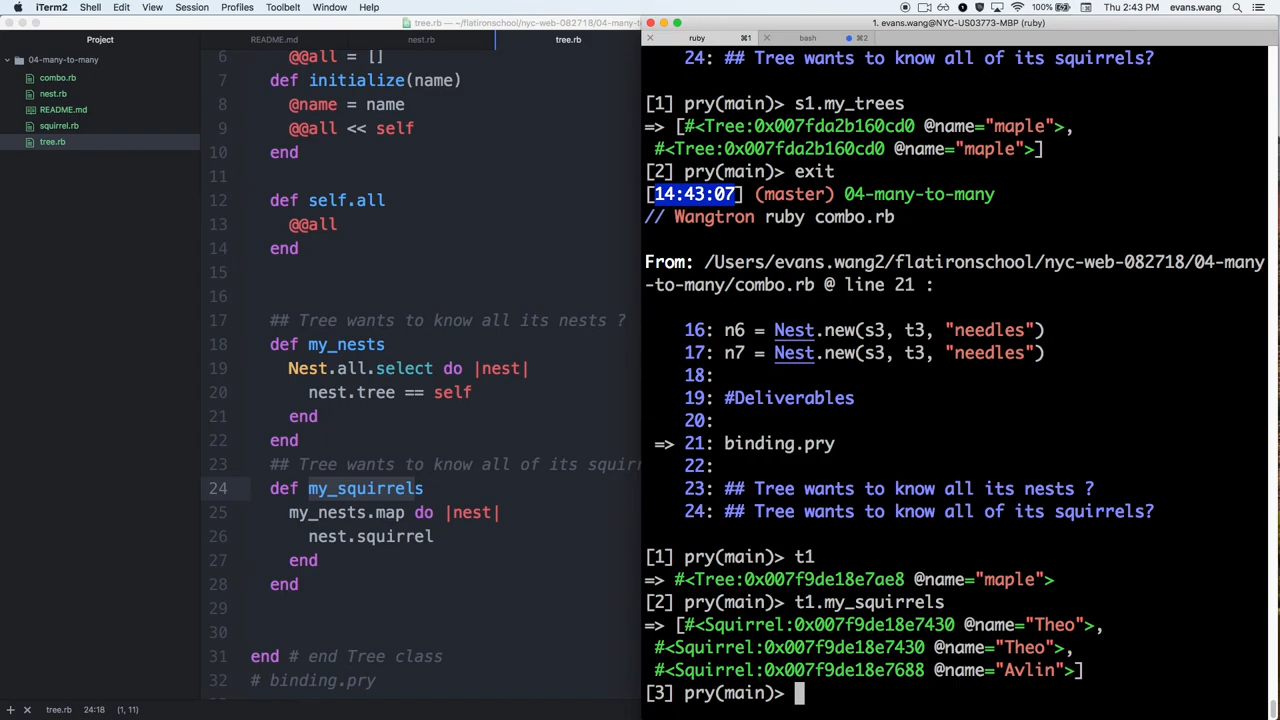 iTerm2 Shell Edit View Session Profiles Toolbelt Window Help
100% Thu 2:43 PM evans.wang
tree.rb — ~/flatironschool/nyc-web-082718/04-many-to
1. evans.wang@NYC-US03773-MBP (ruby)
Project
README.md nest.rb tree.rb
ruby ⌘1 bash ⌘2
04-many-to-many
combo.rb
nest.rb
README.md
squirrel.rb
tree.rb
6 @@all = []
7 def initialize(name)
8 @name = name
9 @@all << self
10 end
11
12 def self.all
13 @@all
14 end
15
16
17 ## Tree wants to know all its nests ?
18 def my_nests
19 Nest.all.select do |nest|
20 nest.tree == self
21 end
22 end
23 ## Tree wants to know all of its squirr
24 def my_squirrels
25 my_nests.map do |nest|
26 nest.squirrel
27 end
28 end
29
30
31 end # end Tree class
32 # binding.pry
tree.rb 24:18 (1, 11)
24: ## Tree wants to know all of its squirrels?
[1] pry(main)> s1.my_trees
=> [#<Tree:0x007fda2b160cd0 @name="maple">,
#<Tree:0x007fda2b160cd0 @name="maple">]
[2] pry(main)> exit
[14:43:07] (master) 04-many-to-many
// Wangtron ruby combo.rb
From: /Users/evans.wang2/flatironschool/nyc-web-082718/04-many
-to-many/combo.rb @ line 21 :
16: n6 = Nest.new(s3, t3, "needles")
17: n7 = Nest.new(s3, t3, "needles")
18:
19: #Deliverables
20:
=> 21: binding.pry
22:
23: ## Tree wants to know all its nests ?
24: ## Tree wants to know all of its squirrels?
[1] pry(main)> t1
=> #<Tree:0x007f9de18e7ae8 @name="maple">
[2] pry(main)> t1.my_squirrels
=> [#<Squirrel:0x007f9de18e7430 @name="Theo">,
#<Squirrel:0x007f9de18e7430 @name="Theo">,
#<Squirrel:0x007f9de18e7688 @name="Avlin">]
[3] pry(main)>